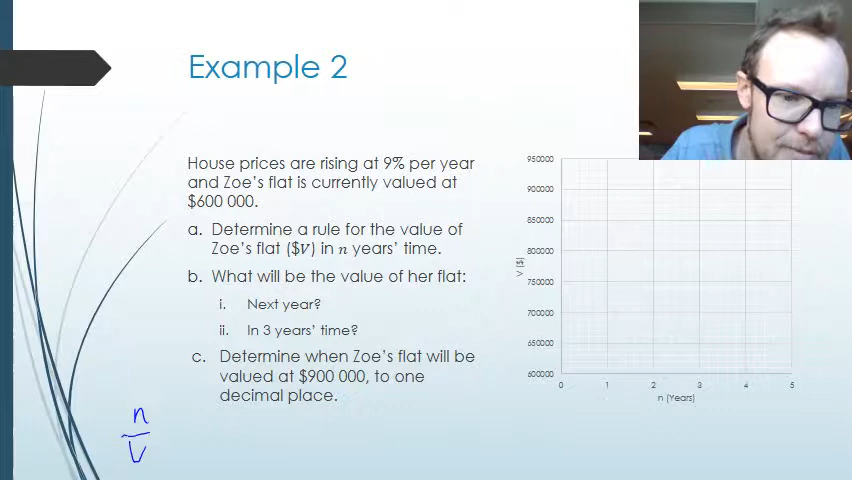 Example 2
House prices are rising at 9% per year
and Zoe's flat is currently valued at
$600 000.
a. Determine a rule for the value of
Zoe's flat ($V) in n years' time.
b. What will be the value of her flat:
i. Next year?
ii. In 3 years' time?
c. Determine when Zoe's flat will be
valued at $900 000, to one
decimal place.
n
V
950000
900000
850000
800000
750000
700000
650000
600000
V ($)
0 1 2 3 4 5
n (Years)